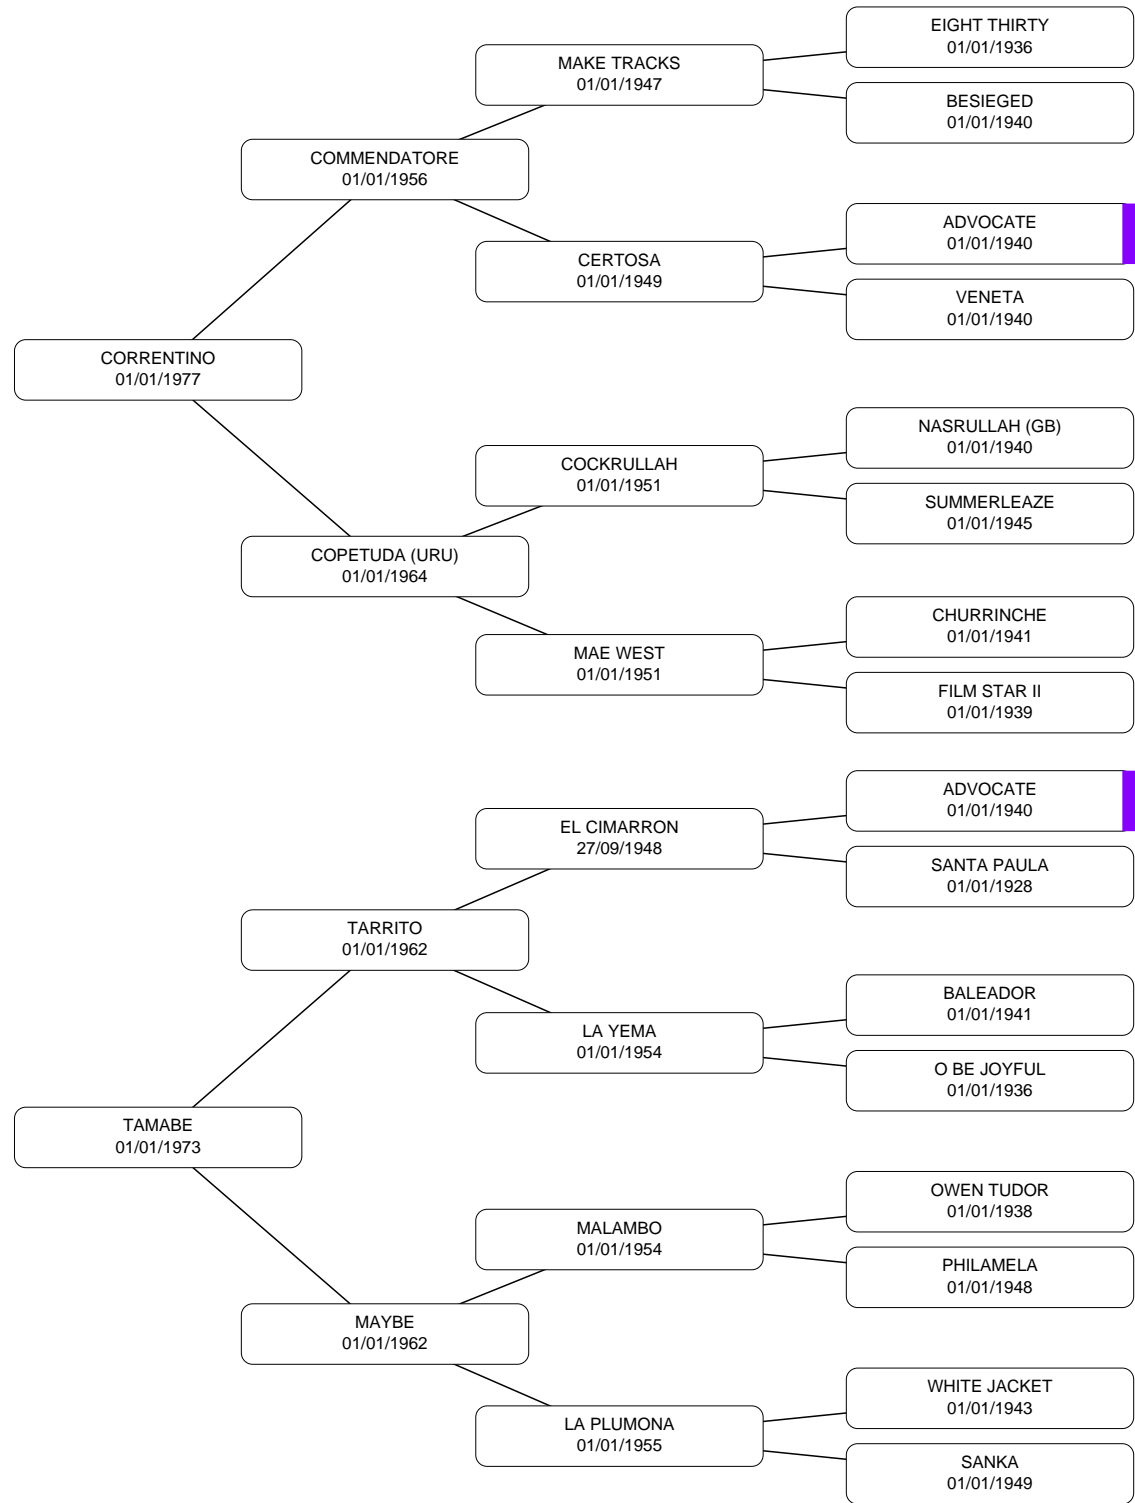 EIGHT THIRTY
01/01/1936
MAKE TRACKS
01/01/1947
BESIEGED
01/01/1940
COMMENDATORE
01/01/1956
ADVOCATE
01/01/1940
CERTOSA
01/01/1949
VENETA
01/01/1940
CORRENTINO
01/01/1977
NASRULLAH (GB)
01/01/1940
COCKRULLAH
01/01/1951
SUMMERLEAZE
01/01/1945
COPETUDA (URU)
01/01/1964
CHURRINCHE
01/01/1941
MAE WEST
01/01/1951
FILM STAR II
01/01/1939
ADVOCATE
01/01/1940
EL CIMARRON
27/09/1948
SANTA PAULA
01/01/1928
TARRITO
01/01/1962
BALEADOR
01/01/1941
LA YEMA
01/01/1954
O BE JOYFUL
01/01/1936
TAMABE
01/01/1973
OWEN TUDOR
01/01/1938
MALAMBO
01/01/1954
PHILAMELA
01/01/1948
MAYBE
01/01/1962
WHITE JACKET
01/01/1943
LA PLUMONA
01/01/1955
SANKA
01/01/1949